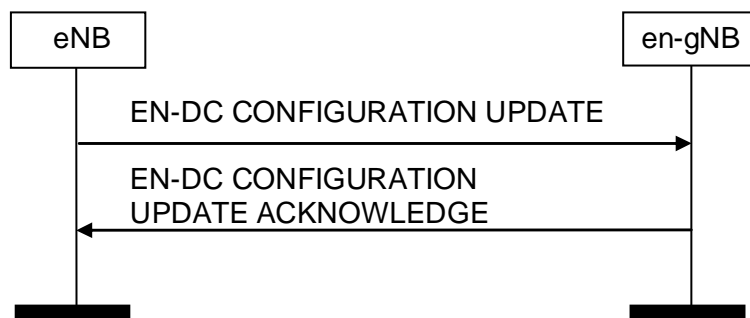 eNB
en-gNB
EN-DC CONFIGURATION UPDATE
EN-DC CONFIGURATION
UPDATE ACKNOWLEDGE